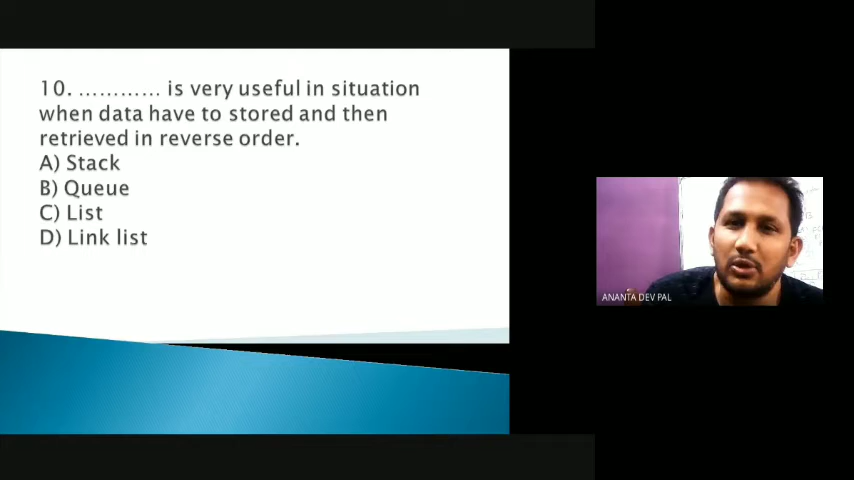 10. ………… is very useful in situation
when data have to stored and then
retrieved in reverse order.
A) Stack
B) Queue
C) List
D) Link list
ANANTA DEV PAL